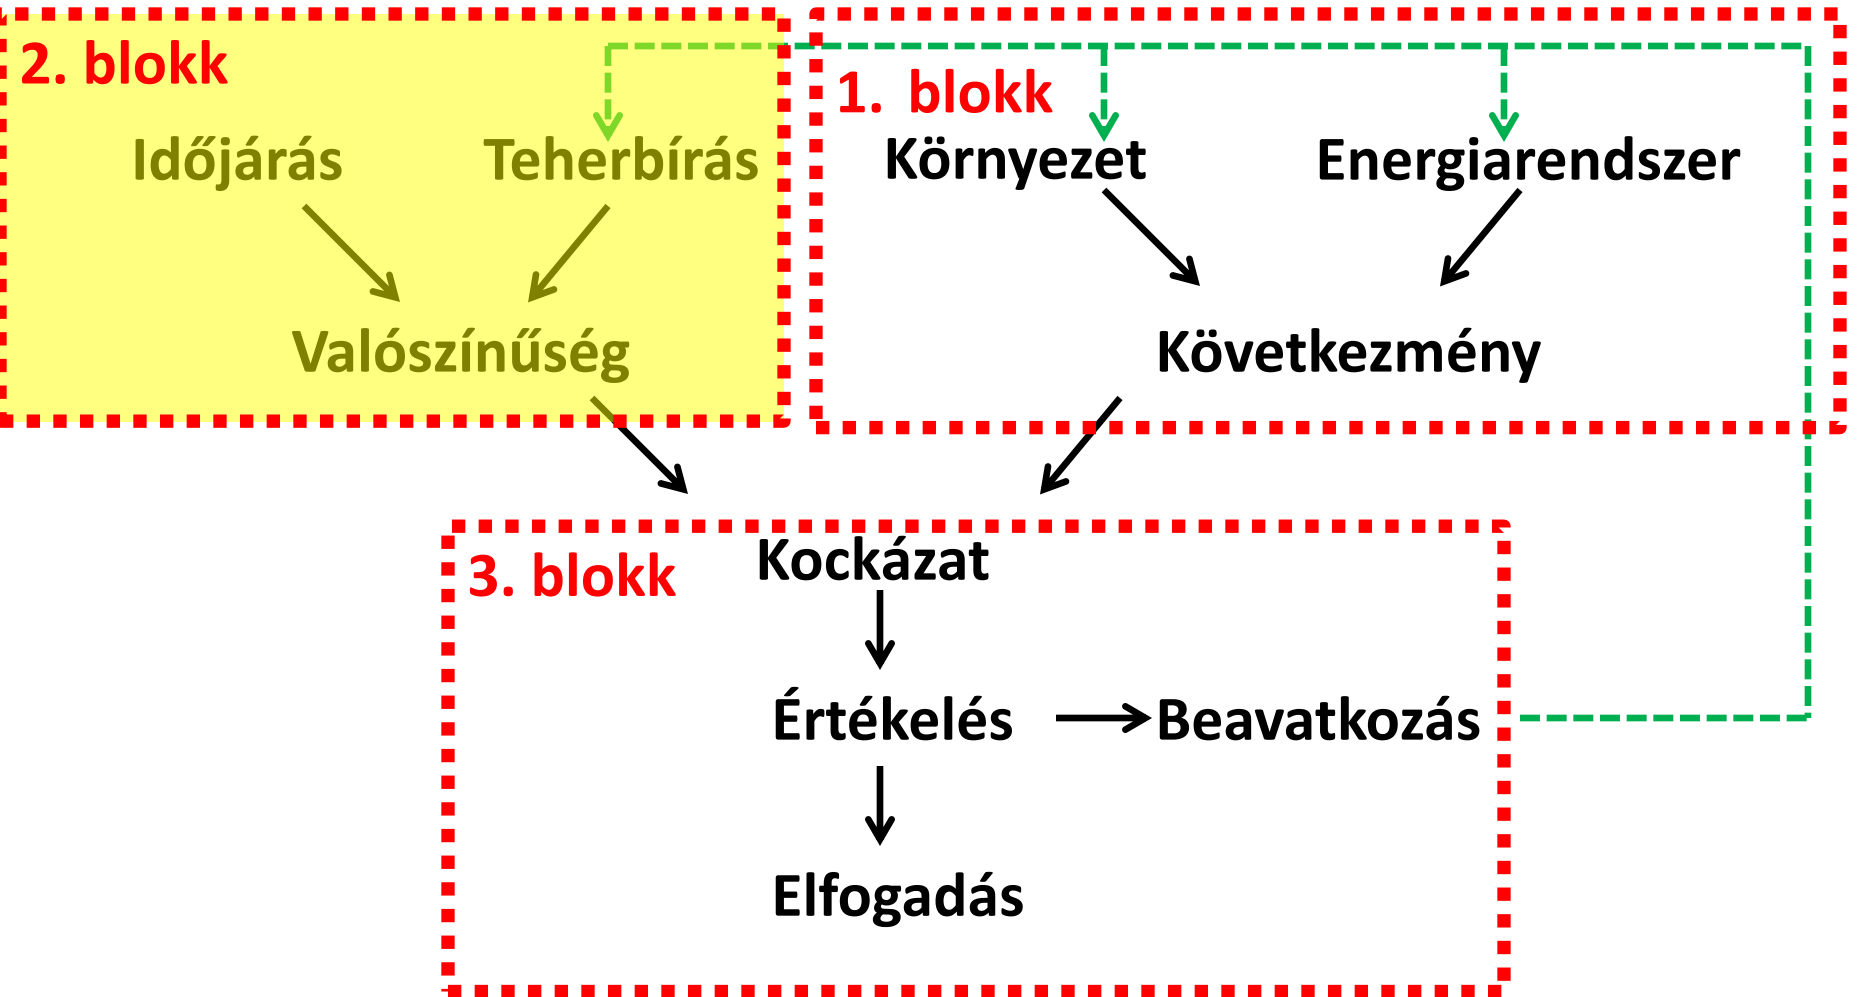 2. blokk
1. blokk
Időjárás
Teherbírás
Környezet
Energiarendszer
Valószínűség
Következmény
3. blokk
Kockázat
Értékelés
Beavatkozás
Elfogadás